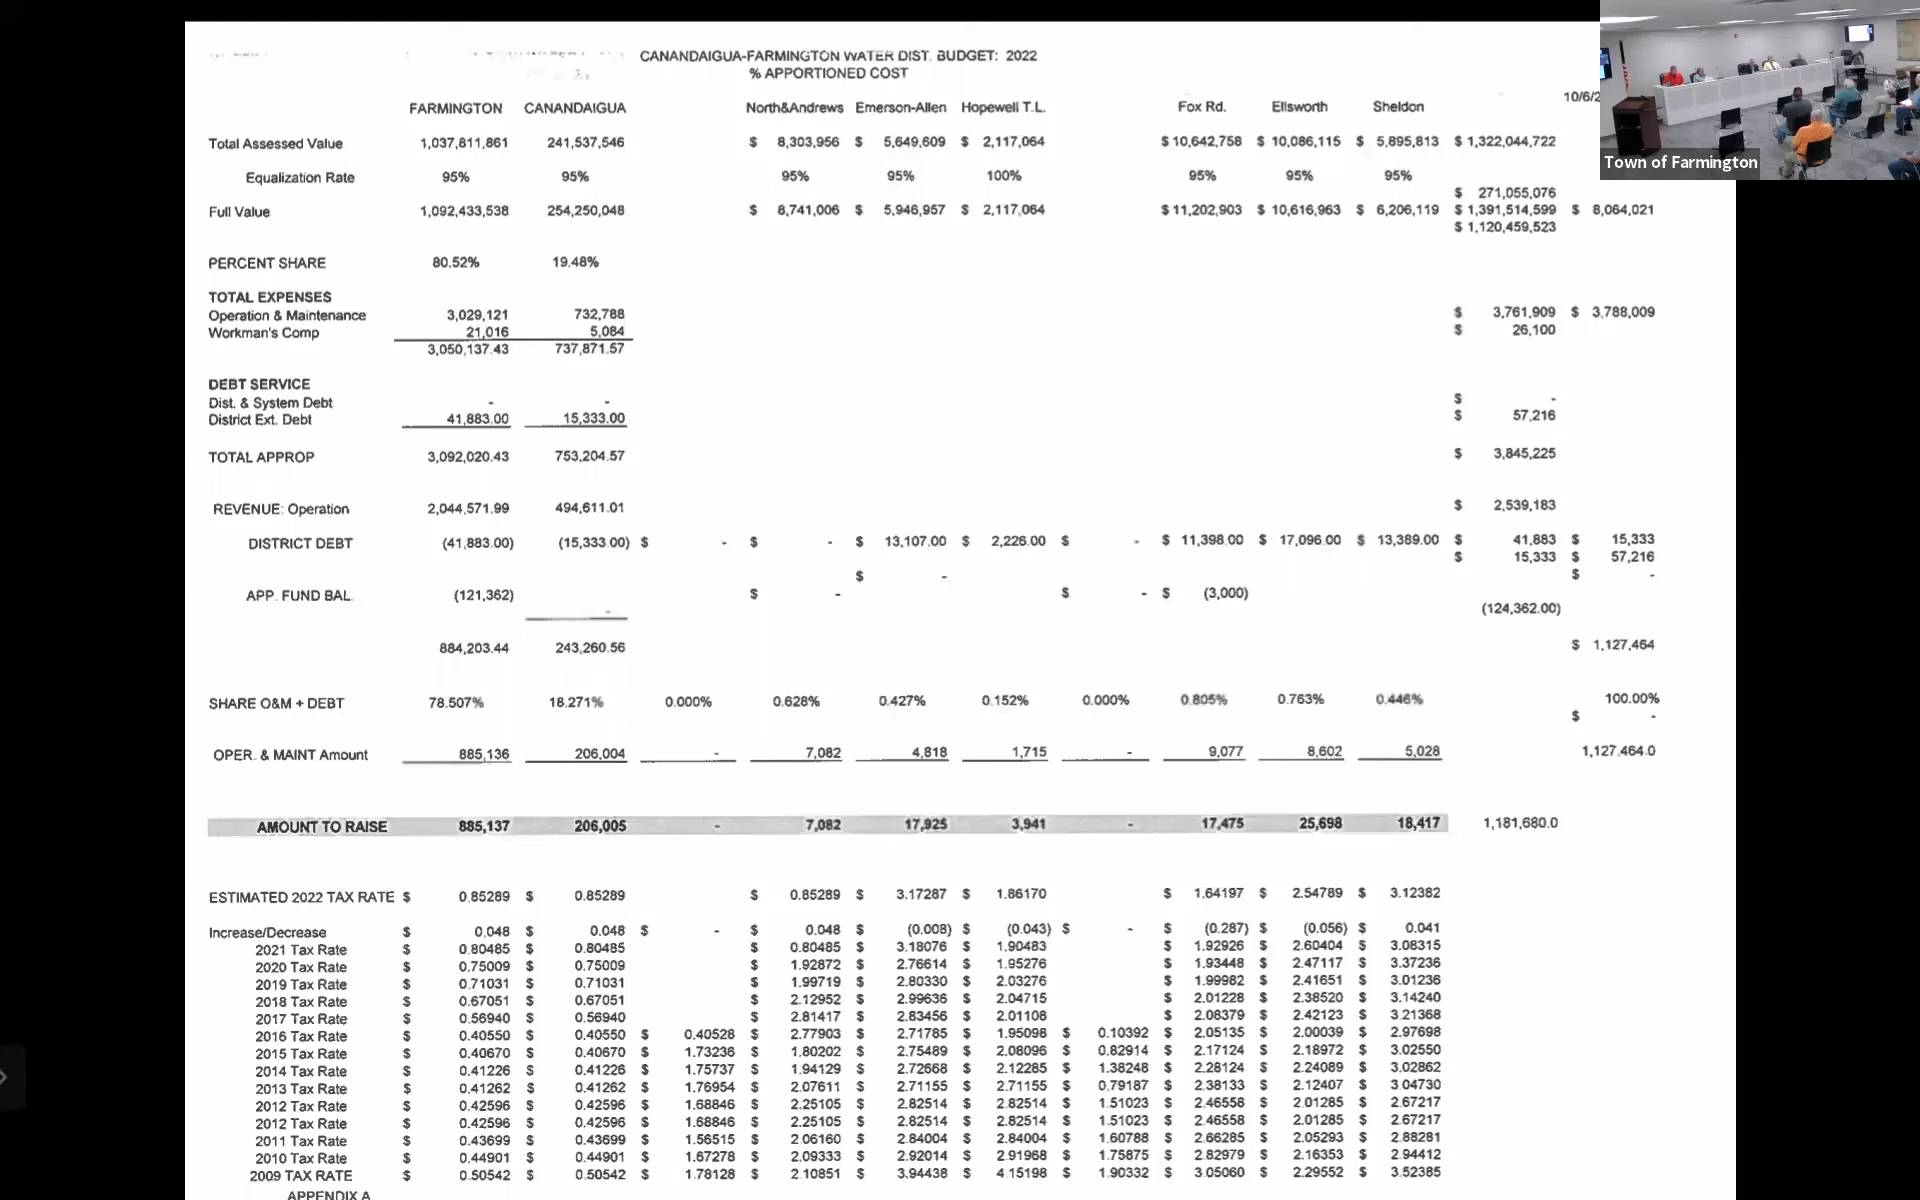 CANANDAIGUA-FARMINGTON WATER DIST. BUDGET: 2022
% APPORTIONED COST
10/6/2
Town of Farmington
FARMINGTON CANANDAIGUA North&Andrews Emerson-Allen Hopewell T.L. Fox Rd. Ellsworth Sheldon
Total Assessed Value 1,037,811,861 241,537,546 $ 8,303,956 $ 5,649,609 $ 2,117,064 $ 10,642,758 $ 10,086,115 $ 5,895,813 $ 1,322,044,722
Equalization Rate 95% 95% 95% 95% 100% 95% 95% 95%
$ 271,055,076
Full Value 1,092,433,538 254,250,048 $ 8,741,006 $ 5,946,957 $ 2,117,064 $ 11,202,903 $ 10,616,963 $ 6,206,119 $ 1,391,514,599 $ 8,064,021
$ 1,120,459,523
PERCENT SHARE 80.52% 19.48%
TOTAL EXPENSES
Operation & Maintenance 3,029,121 732,788 $ 3,761,909 $ 3,788,009
Workman's Comp 21,016 5,084 $ 26,100
3,050,137.43 737,871.57
DEBT SERVICE
Dist. & System Debt - - $ -
District Ext. Debt 41,883.00 15,333.00 $ 57,216
TOTAL APPROP 3,092,020.43 753,204.57 $ 3,845,225
REVENUE: Operation 2,044,571.99 494,611.01 $ 2,539,183
DISTRICT DEBT (41,883.00) (15,333.00) $ - $ - $ 13,107.00 $ 2,226.00 $ - $ 11,398.00 $ 17,096.00 $ 13,389.00 $ 41,883 $ 15,333
$ 15,333 $ 57,216
$ - $ -
APP. FUND BAL. (121,362) - $ - $ - $ (3,000)
(124,362.00)
884,203.44 243,260.56 $ 1,127,464
SHARE O&M + DEBT 78.507% 18.271% 0.000% 0.628% 0.427% 0.152% 0.000% 0.805% 0.763% 0.446% 100.00%
$ -
OPER. & MAINT Amount 885,136 206,004 - 7,082 4,818 1,715 - 9,077 8,602 5,028 1,127,464.0
AMOUNT TO RAISE 885,137 206,005 - 7,082 17,925 3,941 - 17,475 25,698 18,417 1,181,680.0
ESTIMATED 2022 TAX RATE $ 0.85289 $ 0.85289 $ 0.85289 $ 3.17287 $ 1.86170 $ 1.64197 $ 2.54789 $ 3.12382
Increase/Decrease $ 0.048 $ 0.048 $ - $ 0.048 $ (0.008) $ (0.043) $ - $ (0.287) $ (0.056) $ 0.041
2021 Tax Rate $ 0.80485 $ 0.80485 $ 0.80485 $ 3.18076 $ 1.90483 $ 1.92926 $ 2.60404 $ 3.08315
2020 Tax Rate $ 0.75009 $ 0.75009 $ 1.92872 $ 2.76614 $ 1.95276 $ 1.93448 $ 2.47117 $ 3.37236
2019 Tax Rate $ 0.71031 $ 0.71031 $ 1.99719 $ 2.80330 $ 2.03276 $ 1.99982 $ 2.41651 $ 3.01236
2018 Tax Rate $ 0.67051 $ 0.67051 $ 2.12952 $ 2.99636 $ 2.04715 $ 2.01228 $ 2.38520 $ 3.14240
2017 Tax Rate $ 0.56940 $ 0.56940 $ 2.81417 $ 2.83456 $ 2.01108 $ 2.08379 $ 2.42123 $ 3.21368
2016 Tax Rate $ 0.40550 $ 0.40550 $ 0.40528 $ 2.77903 $ 2.71785 $ 1.95098 $ 0.10392 $ 2.05135 $ 2.00039 $ 2.97698
2015 Tax Rate $ 0.40670 $ 0.40670 $ 1.73236 $ 1.80202 $ 2.75489 $ 2.08096 $ 0.82914 $ 2.17124 $ 2.18972 $ 3.02550
2014 Tax Rate $ 0.41226 $ 0.41226 $ 1.75737 $ 1.94129 $ 2.72668 $ 2.12285 $ 1.38248 $ 2.28124 $ 2.24089 $ 3.02862
2013 Tax Rate $ 0.41262 $ 0.41262 $ 1.76954 $ 2.07611 $ 2.71155 $ 2.71155 $ 0.79187 $ 2.38133 $ 2.12407 $ 3.04730
2012 Tax Rate $ 0.42596 $ 0.42596 $ 1.68846 $ 2.25105 $ 2.82514 $ 2.82514 $ 1.51023 $ 2.46558 $ 2.01285 $ 2.67217
2012 Tax Rate $ 0.42596 $ 0.42596 $ 1.68846 $ 2.25105 $ 2.82514 $ 2.82514 $ 1.51023 $ 2.46558 $ 2.01285 $ 2.67217
2011 Tax Rate $ 0.43699 $ 0.43699 $ 1.56515 $ 2.06160 $ 2.84004 $ 2.84004 $ 1.60788 $ 2.66285 $ 2.05293 $ 2.88281
2010 Tax Rate $ 0.44901 $ 0.44901 $ 1.67278 $ 2.09333 $ 2.92014 $ 2.91968 $ 1.75875 $ 2.82979 $ 2.16353 $ 2.94412
2009 TAX RATE $ 0.50542 $ 0.50542 $ 1.78128 $ 2.10851 $ 3.94438 $ 4.15198 $ 1.90332 $ 3.05060 $ 2.29552 $ 3.52385
APPENDIX A